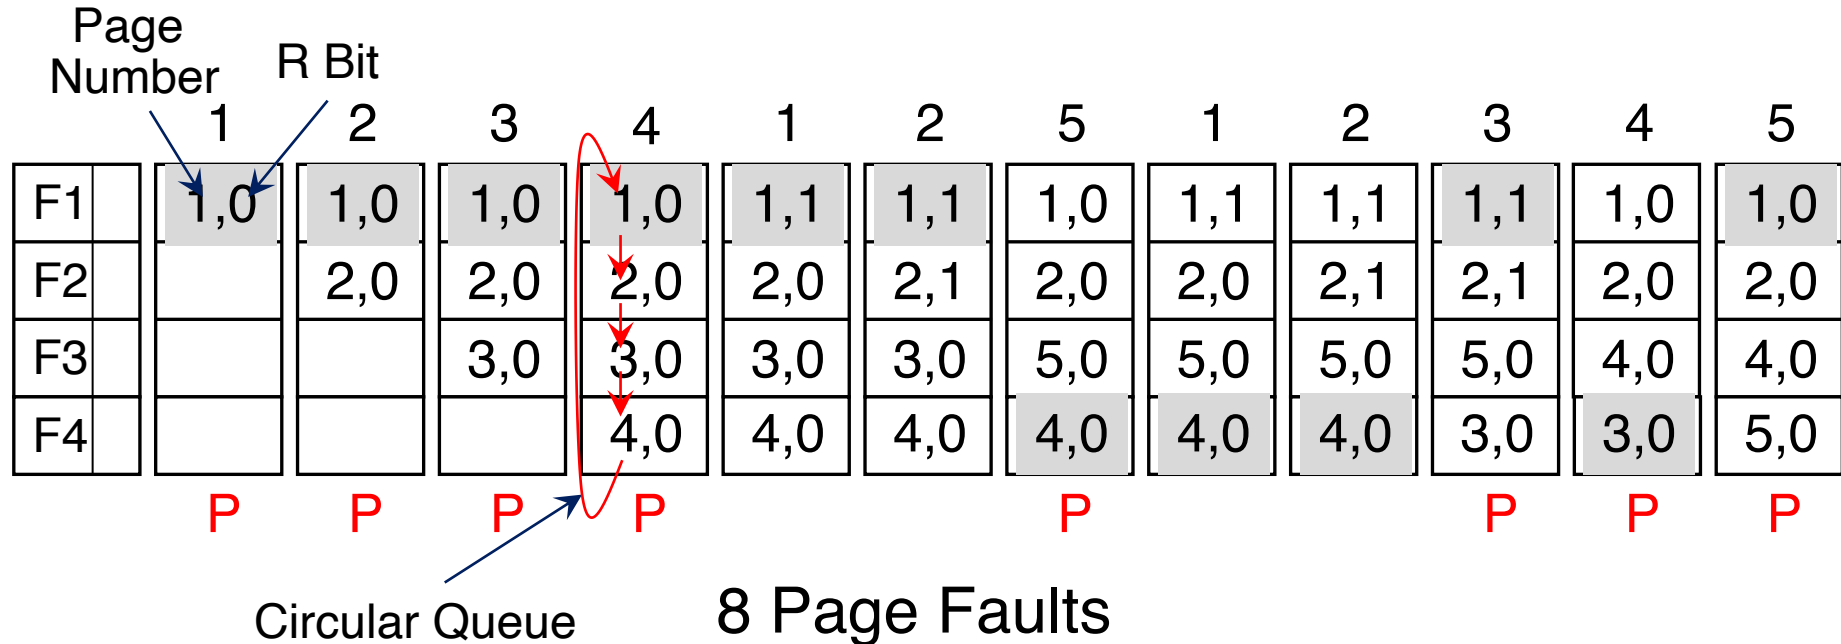 Page
Number
R Bit
1 2 3 4 1 2 5 1 2 3 4 5
F1 1,0 1,0 1,0 1,0 1,1 1,1 1,0 1,1 1,1 1,1 1,0 1,0
F2 2,0 2,0 2,0 2,0 2,1 2,0 2,0 2,1 2,1 2,0 2,0
F3 3,0 3,0 3,0 3,0 5,0 5,0 5,0 5,0 4,0 4,0
F4 4,0 4,0 4,0 4,0 4,0 4,0 3,0 3,0 5,0
P P P P P P P P
Circular Queue
8 Page Faults